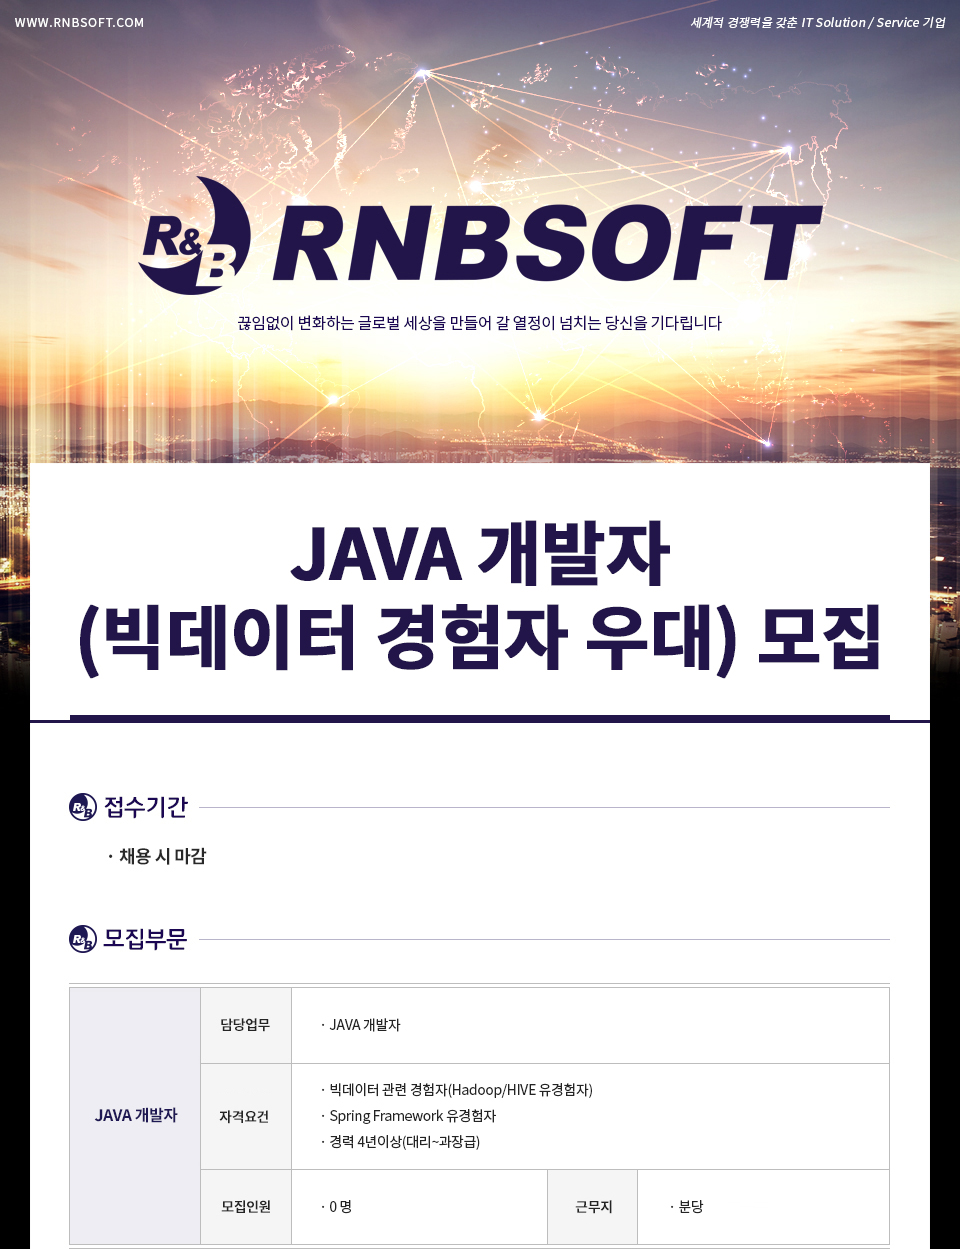 WWW.RNBSOFT.COM
세계적 경쟁력을 갖춘 IT Solution / Service 기업
R&B RNBSOFT
끊임없이 변화하는 글로벌 세상을 만들어 갈 열정이 넘치는 당신을 기다립니다
JAVA 개발자
(빅데이터 경험자 우대) 모집
R&B 접수기간
· 채용 시 마감
R&B 모집부문
JAVA 개발자
담당업무
· JAVA 개발자
자격요건
· 빅데이터 관련 경험자(Hadoop/HIVE 유경험자)
· Spring Framework 유경험자
· 경력 4년이상(대리~과장급)
모집인원
· 0 명
근무지
· 분당